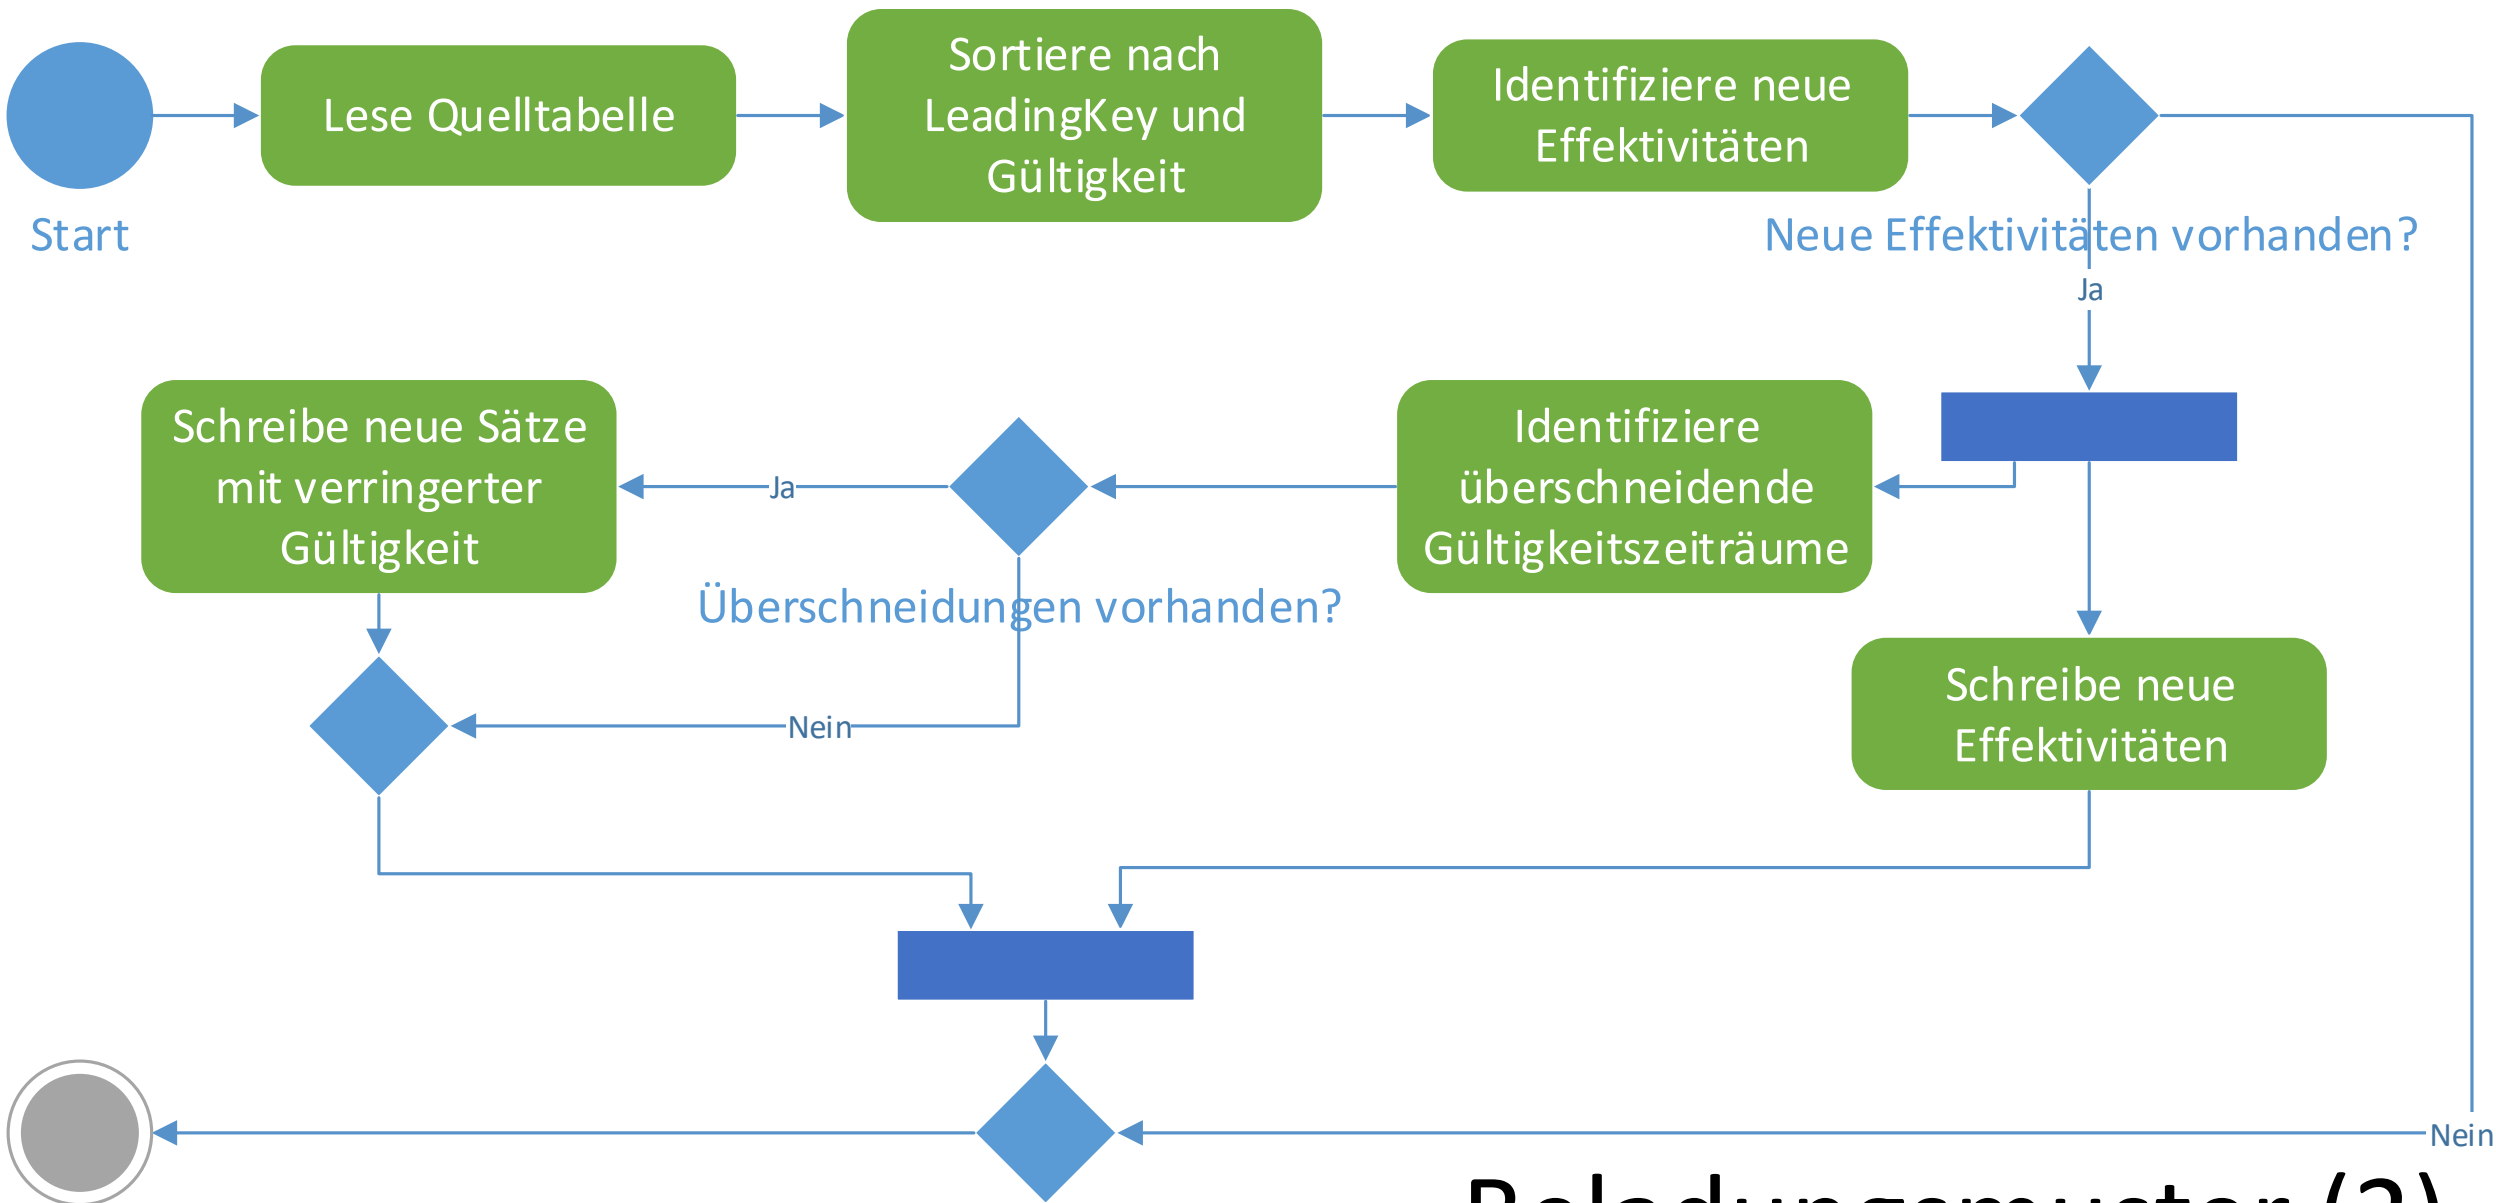 Start
Lese Quelltabelle
Sortiere nach
LeadingKey und
Gültigkeit
Identifiziere neue
Effektivitäten
Neue Effektivitäten vorhanden?
Ja
Schreibe neue Sätze
mit verringerter
Gültigkeit
Ja
Überschneidungen vorhanden?
Identifiziere
überschneidende
Gültigkeitszeiträume
Nein
Schreibe neue
Effektivitäten
Nein